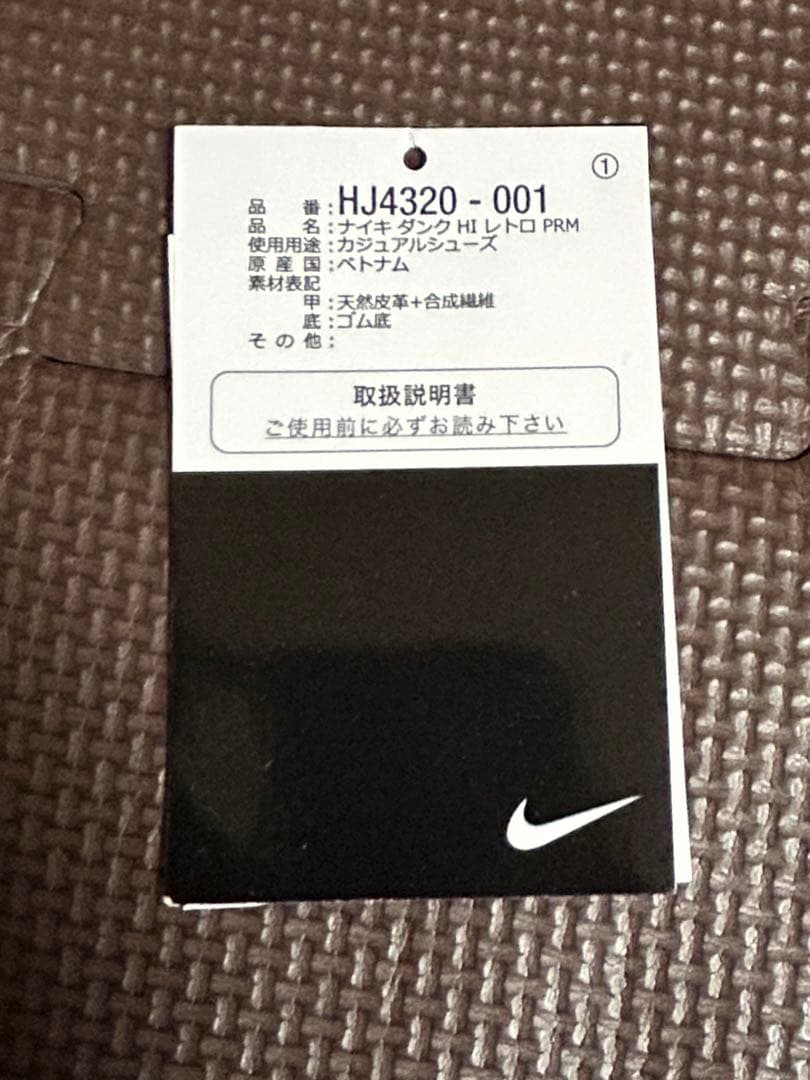 ①
品番:HJ4320 - 001
品名:ナイキ ダンク HI レトロ PRM
使用用途:カジュアルシューズ
原産国:ベトナム
素材表記
甲:天然皮革+合成繊維
底:ゴム底
その他:
取扱説明書
ご使用前に必ずお読み下さい